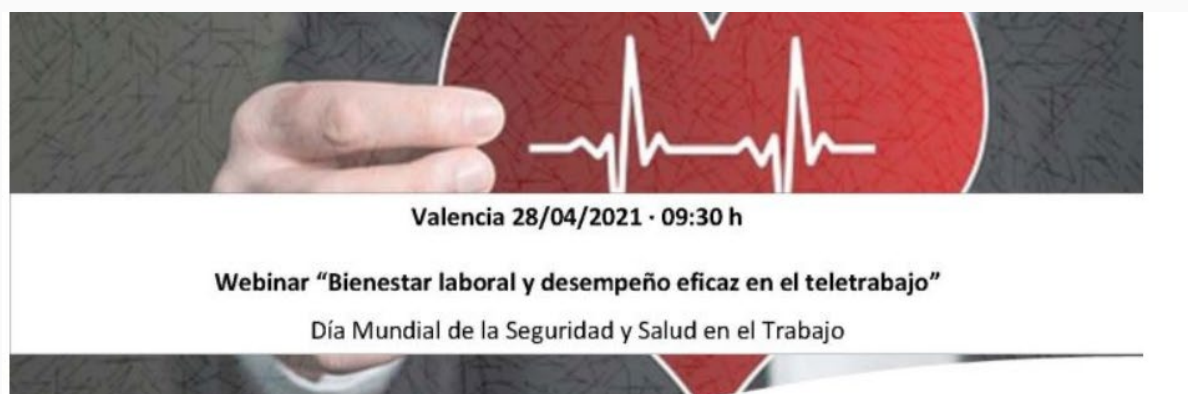 Valencia 28/04/2021 · 09:30 h
Webinar “Bienestar laboral y desempeño eficaz en el teletrabajo”
Día Mundial de la Seguridad y Salud en el Trabajo